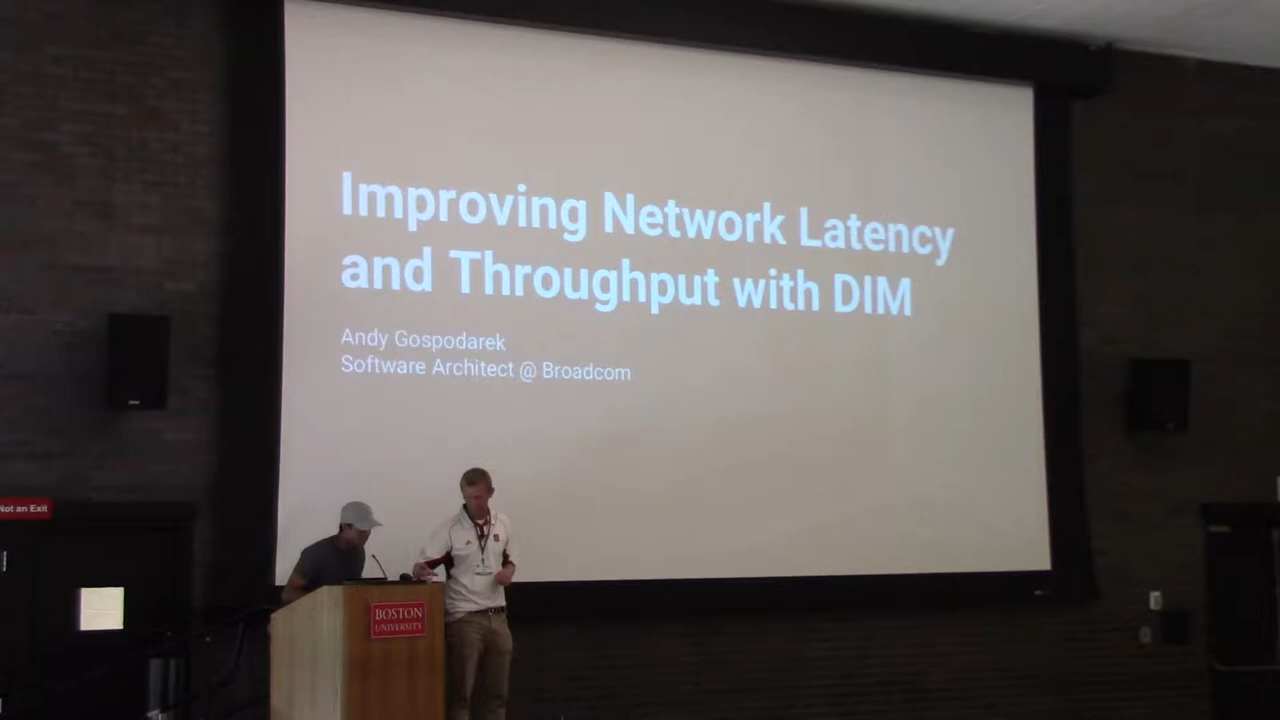 Improving Network Latency
and Throughput with DIM
Andy Gospodarek
Software Architect @ Broadcom
Not an Exit
BOSTON
UNIVERSITY